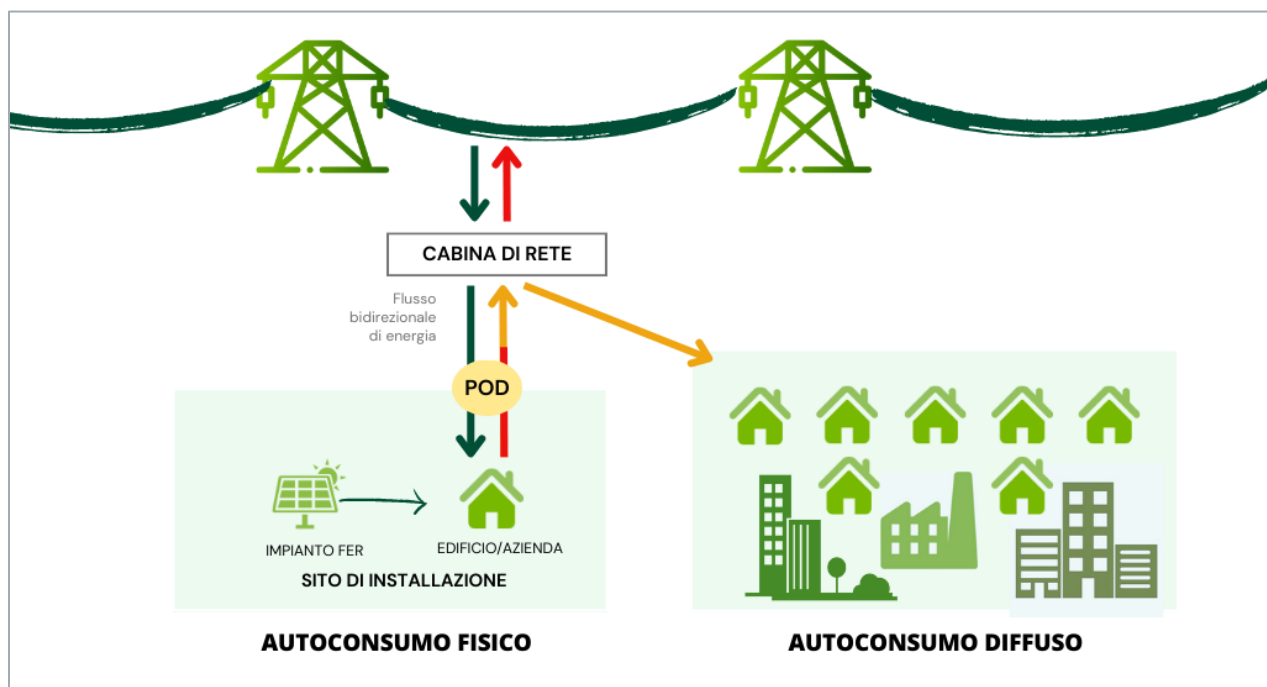 CABINA DI RETE
Flusso
bidirezionale
di energia
POD
IMPIANTO FER
EDIFICIO/AZIENDA
SITO DI INSTALLAZIONE
AUTOCONSUMO FISICO
AUTOCONSUMO DIFFUSO